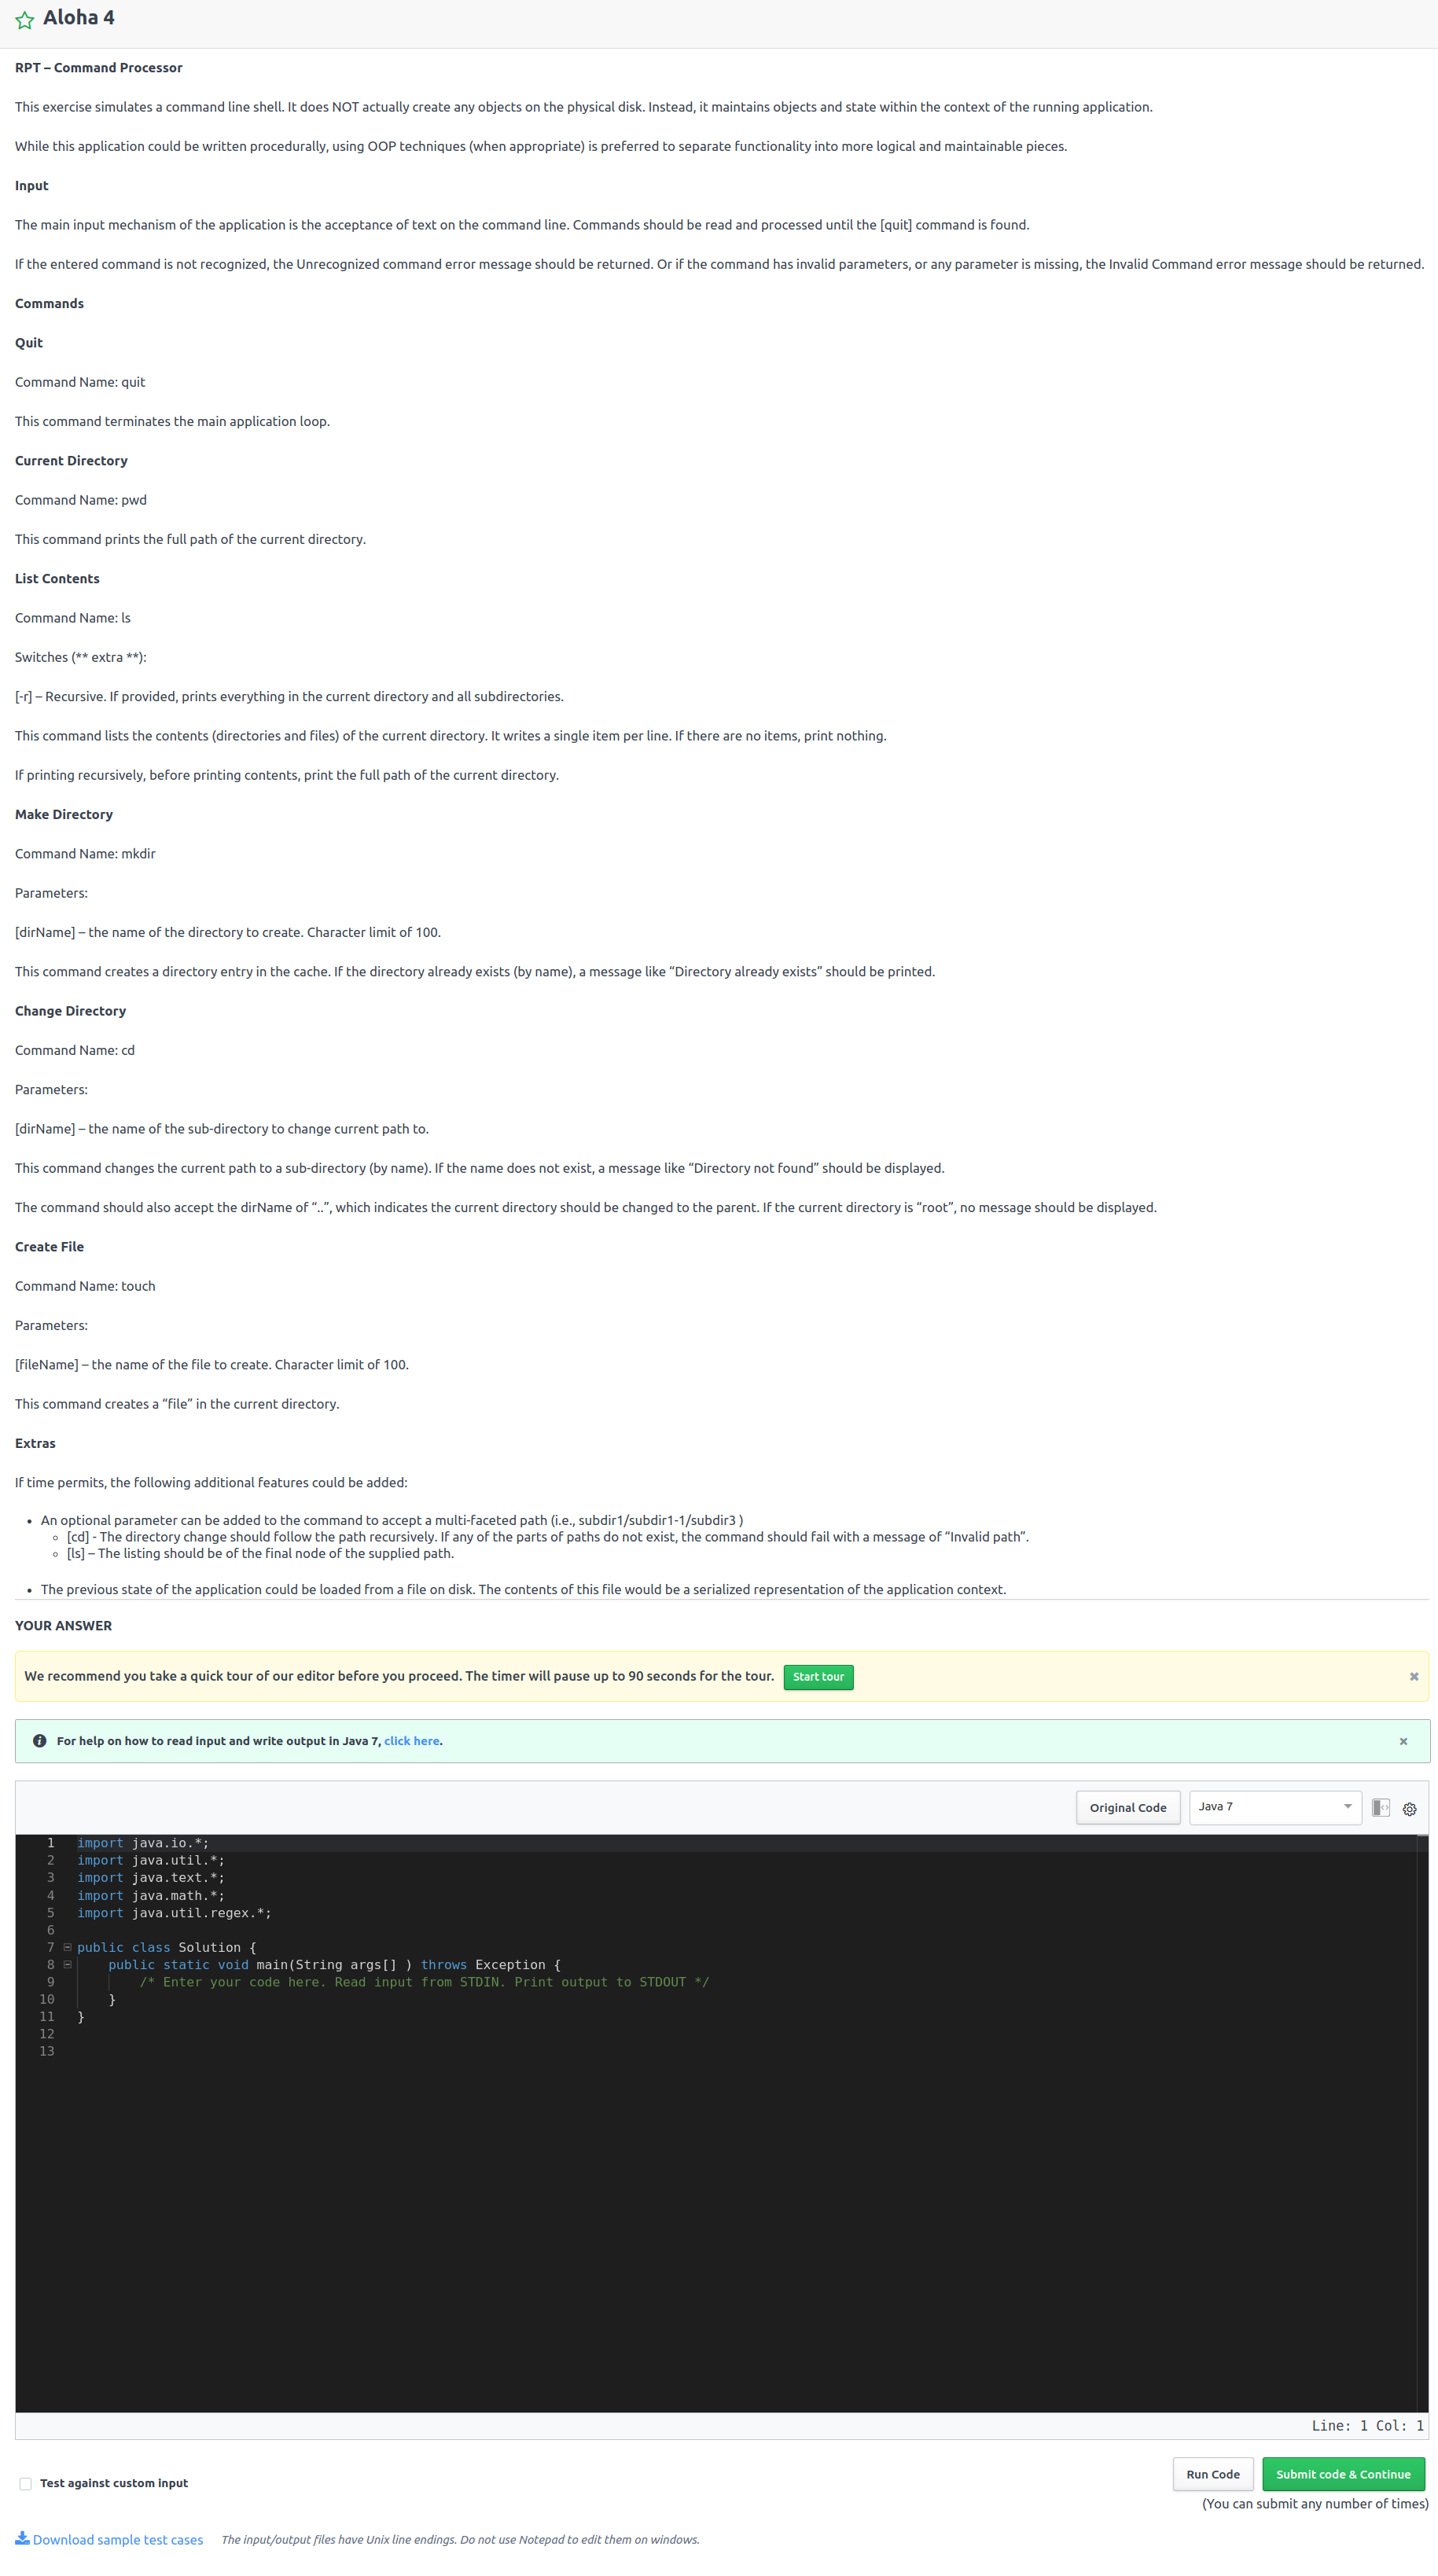 Aloha 4
RPT – Command Processor
This exercise simulates a command line shell. It does NOT actually create any objects on the physical disk. Instead, it maintains objects and state within the context of the running application.
While this application could be written procedurally, using OOP techniques (when appropriate) is preferred to separate functionality into more logical and maintainable pieces.
Input
The main input mechanism of the application is the acceptance of text on the command line. Commands should be read and processed until the [quit] command is found.
If the entered command is not recognized, the Unrecognized command error message should be returned. Or if the command has invalid parameters, or any parameter is missing, the Invalid Command error message should be returned.
Commands
Quit
Command Name: quit
This command terminates the main application loop.
Current Directory
Command Name: pwd
This command prints the full path of the current directory.
List Contents
Command Name: ls
Switches (** extra **):
[-r] – Recursive. If provided, prints everything in the current directory and all subdirectories.
This command lists the contents (directories and files) of the current directory. It writes a single item per line. If there are no items, print nothing.
If printing recursively, before printing contents, print the full path of the current directory.
Make Directory
Command Name: mkdir
Parameters:
[dirName] – the name of the directory to create. Character limit of 100.
This command creates a directory entry in the cache. If the directory already exists (by name), a message like “Directory already exists” should be printed.
Change Directory
Command Name: cd
Parameters:
[dirName] – the name of the sub-directory to change current path to.
This command changes the current path to a sub-directory (by name). If the name does not exist, a message like “Directory not found” should be displayed.
The command should also accept the dirName of “..”, which indicates the current directory should be changed to the parent. If the current directory is “root”, no message should be displayed.
Create File
Command Name: touch
Parameters:
[fileName] – the name of the file to create. Character limit of 100.
This command creates a “file” in the current directory.
Extras
If time permits, the following additional features could be added:
• An optional parameter can be added to the command to accept a multi-faceted path (i.e., subdir1/subdir1-1/subdir3 )
◦ [cd] - The directory change should follow the path recursively. If any of the parts of paths do not exist, the command should fail with a message of “Invalid path”.
◦ [ls] – The listing should be of the final node of the supplied path.
• The previous state of the application could be loaded from a file on disk. The contents of this file would be a serialized representation of the application context.
YOUR ANSWER
We recommend you take a quick tour of our editor before you proceed. The timer will pause up to 90 seconds for the tour. Start tour
For help on how to read input and write output in Java 7, click here.
Original Code Java 7
1 import java.io.*;
2 import java.util.*;
3 import java.text.*;
4 import java.math.*;
5 import java.util.regex.*;
6
7 public class Solution {
8 public static void main(String args[] ) throws Exception {
9 /* Enter your code here. Read input from STDIN. Print output to STDOUT */
10 }
11 }
12
13
Line: 1 Col: 1
Test against custom input
Run Code Submit code & Continue
(You can submit any number of times)
Download sample test cases The input/output files have Unix line endings. Do not use Notepad to edit them on windows.